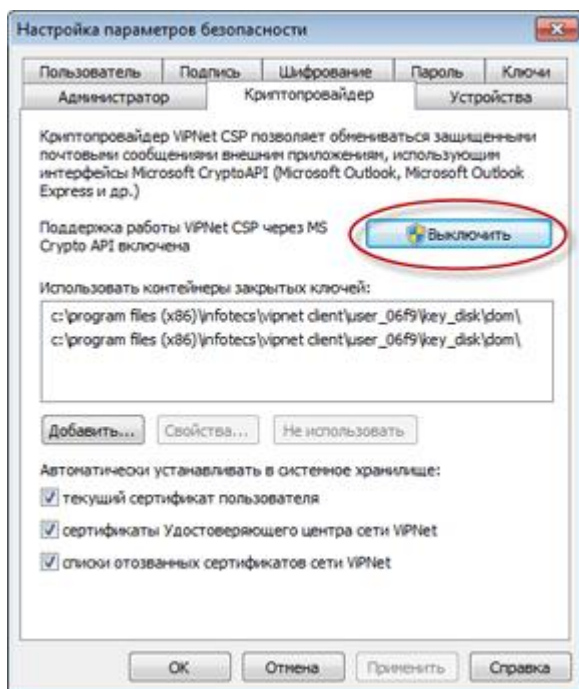 Настройка параметров безопасности
Пользователь Подпись Шифрование Пароль Ключи
Администратор Криптопровайдер Устройства
Криптопровайдер ViPNet CSP позволяет обмениваться защищенными
почтовыми сообщениями внешним приложениям, использующим
интерфейсы Microsoft CryptoAPI (Microsoft Outlook, Microsoft Outlook
Express и др.)
Поддержка работы ViPNet CSP через MS
Crypto API включена
Выключить
Использовать контейнеры закрытых ключей:
c:\program files (x86)\infotecs\vipnet client\user_06f9\key_disk\dom\
c:\program files (x86)\infotecs\vipnet client\user_06f9\key_disk\dom\
Добавить... Свойства... Не использовать
Автоматически устанавливать в системное хранилище:
текущий сертификат пользователя
сертификаты Удостоверяющего центра сети ViPNet
списки отозванных сертификатов сети ViPNet
OK Отмена Применить Справка